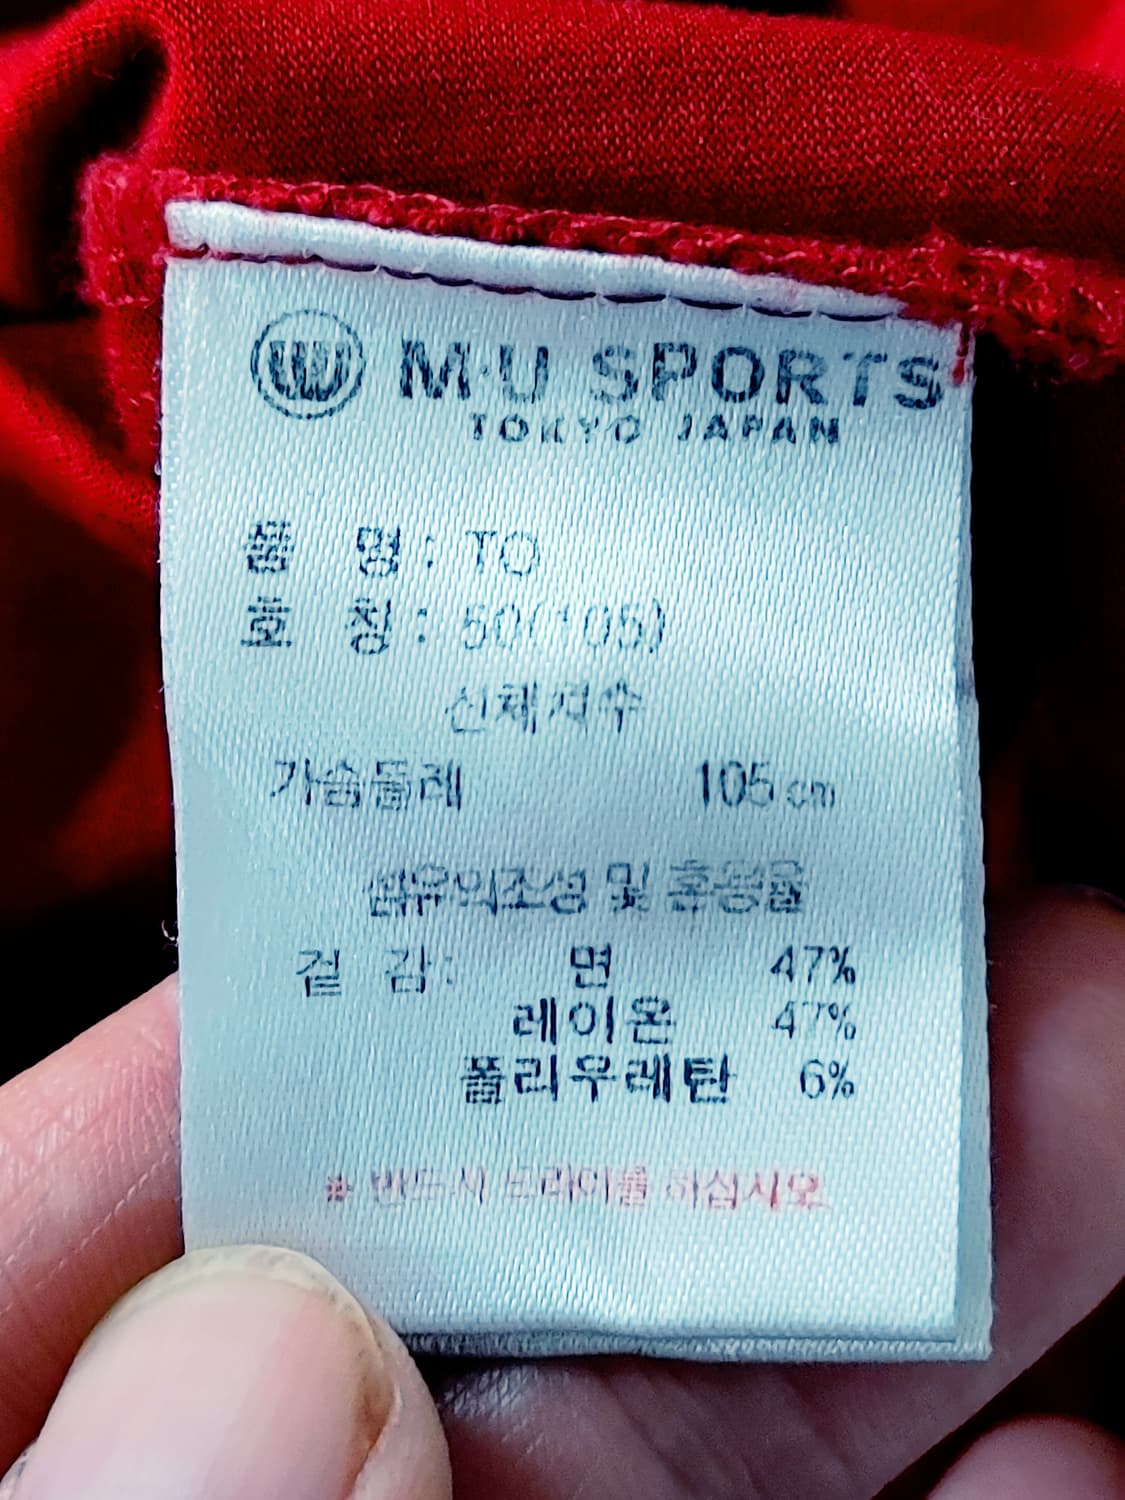 M·U SPORTS
TOKYO JAPAN
품 명: TO
호 칭: 50(105)
신체치수
가슴둘레 105cm
섬유의조성 및 혼용율
겉 감: 면 47%
레이온 47%
폴리우레탄 6%
※ 반드시 드라이를 하십시오